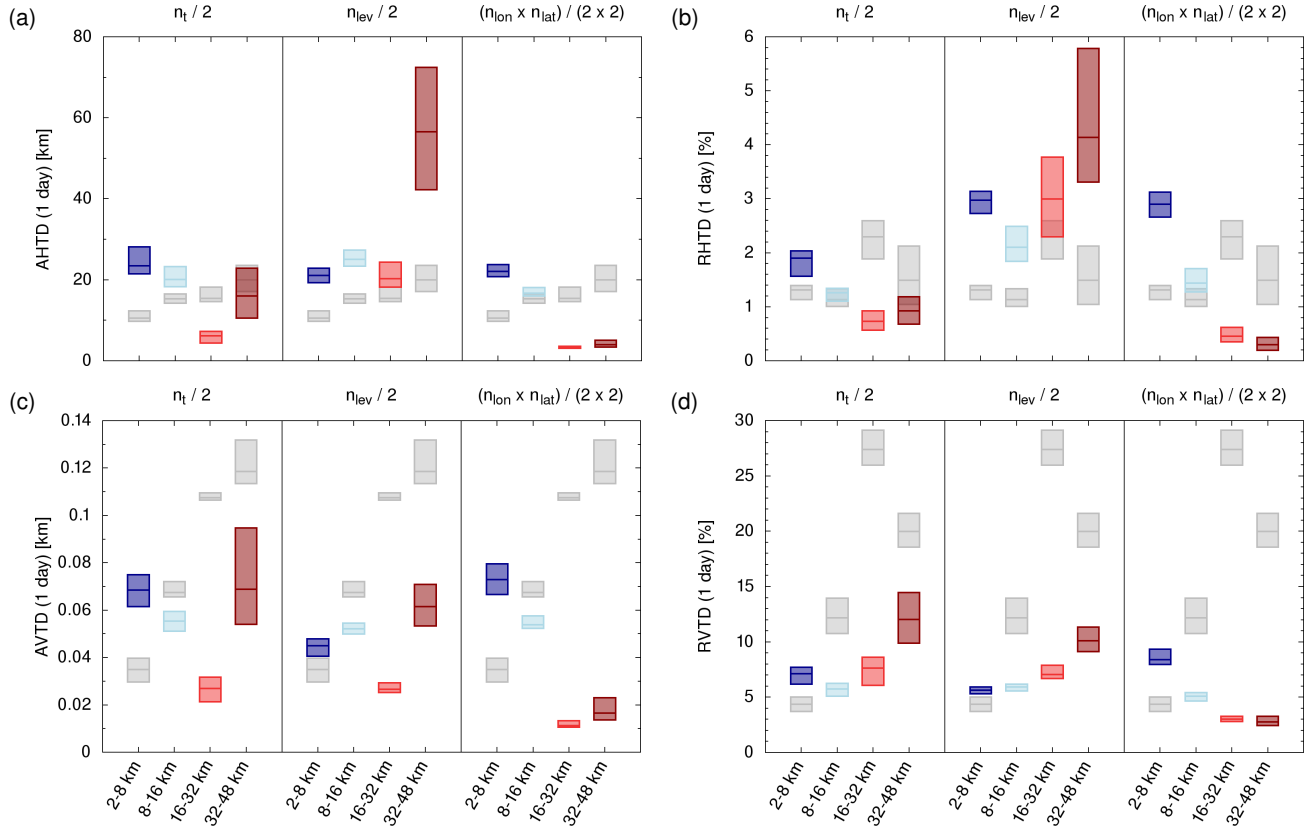 (a) n_t / 2 n_lev / 2 (n_lon x n_lat) / (2 x 2)
80
60
40
20
0
AHTD (1 day) [km]
(b) n_t / 2 n_lev / 2 (n_lon x n_lat) / (2 x 2)
6
5
4
3
2
1
0
RHTD (1 day) [%]
(c) n_t / 2 n_lev / 2 (n_lon x n_lat) / (2 x 2)
0.14
0.12
0.1
0.08
0.06
0.04
0.02
0
AVTD (1 day) [km]
2-8 km 8-16 km 16-32 km 32-48 km 2-8 km 8-16 km 16-32 km 32-48 km 2-8 km 8-16 km 16-32 km 32-48 km
(d) n_t / 2 n_lev / 2 (n_lon x n_lat) / (2 x 2)
30
25
20
15
10
5
0
RVTD (1 day) [%]
2-8 km 8-16 km 16-32 km 32-48 km 2-8 km 8-16 km 16-32 km 32-48 km 2-8 km 8-16 km 16-32 km 32-48 km